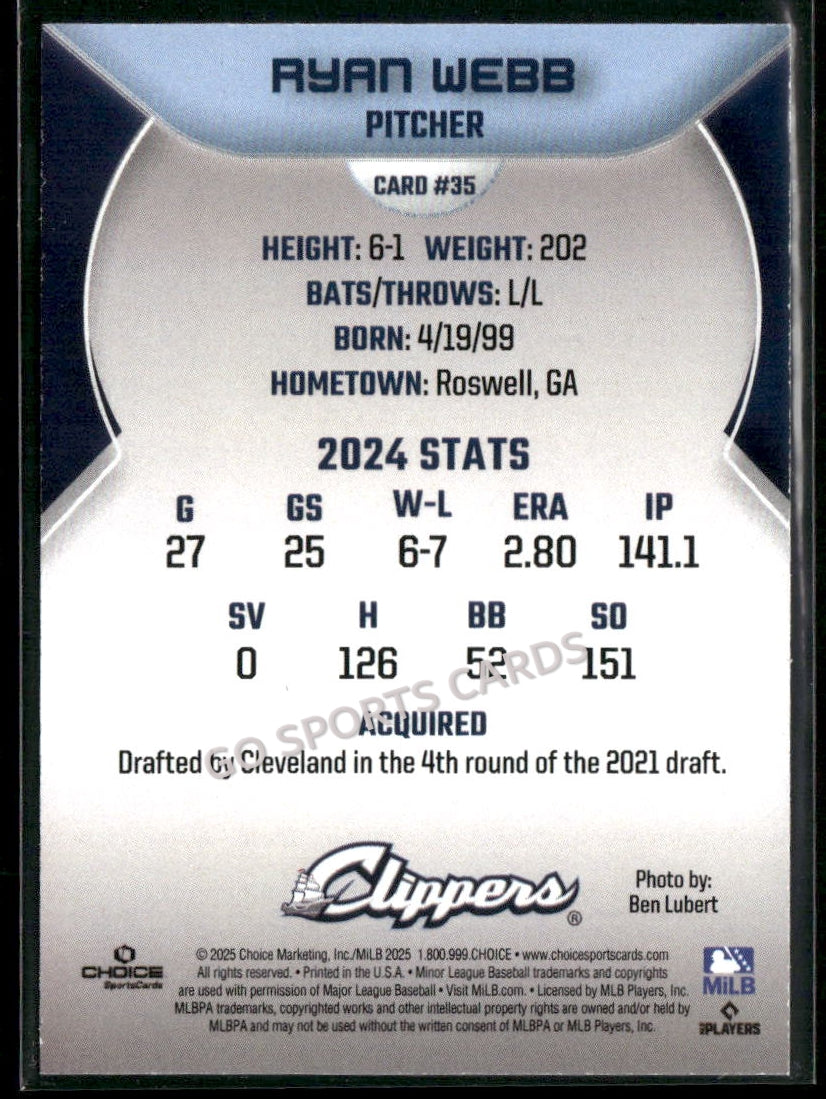 RYAN WEBB
PITCHER
CARD #35
HEIGHT: 6-1 WEIGHT: 202
BATS/THROWS: L/L
BORN: 4/19/99
HOMETOWN: Roswell, GA
2024 STATS
G GS W-L ERA IP
27 25 6-7 2.80 141.1
SV H BB SO
0 126 52 151
GO SPORTS CARDS
ACQUIRED
Drafted by Cleveland in the 4th round of the 2021 draft.
Clippers ®
Photo by:
Ben Lubert
CHOICE
SportsCards
© 2025 Choice Marketing, Inc./MiLB 2025 1.800.999.CHOICE • www.choicesportscards.com
All rights reserved. • Printed in the U.S.A. • Minor League Baseball trademarks and copyrights
are used with permission of Major League Baseball • Visit MiLB.com. • Licensed by MLB Players, Inc.
MLBPA trademarks, copyrighted works and other intellectual property rights are owned and/or held by
MLBPA and may not be used without the written consent of MLBPA or MLB Players, Inc.
MiLB
MLB PLAYERS